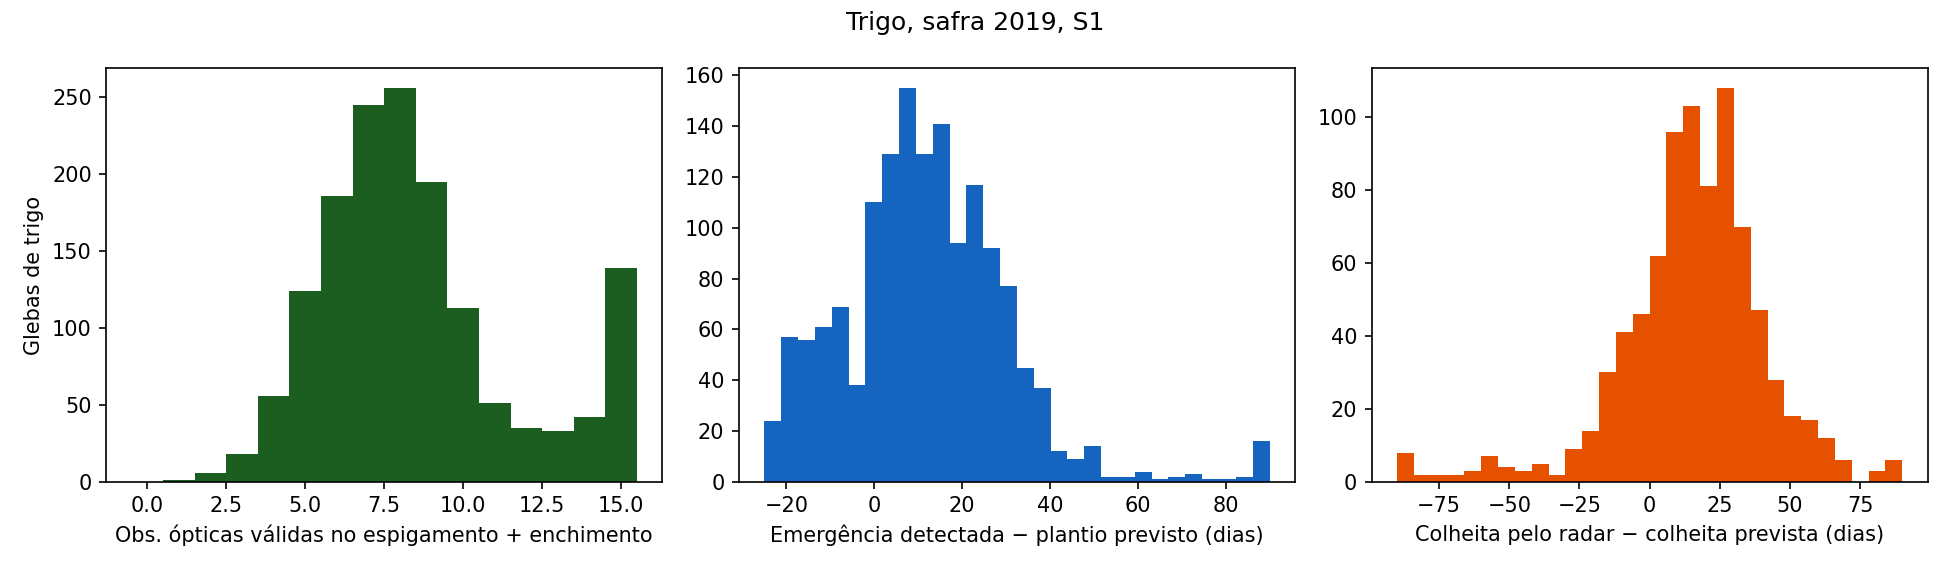 Trigo, safra 2019, S1
Glebas de trigo
250
200
150
100
50
0
0.0 2.5 5.0 7.5 10.0 12.5 15.0
Obs. ópticas válidas no espigamento + enchimento
160
140
120
100
80
60
40
20
0
−20 0 20 40 60 80
Emergência detectada − plantio previsto (dias)
100
80
60
40
20
0
−75 −50 −25 0 25 50 75
Colheita pelo radar − colheita prevista (dias)